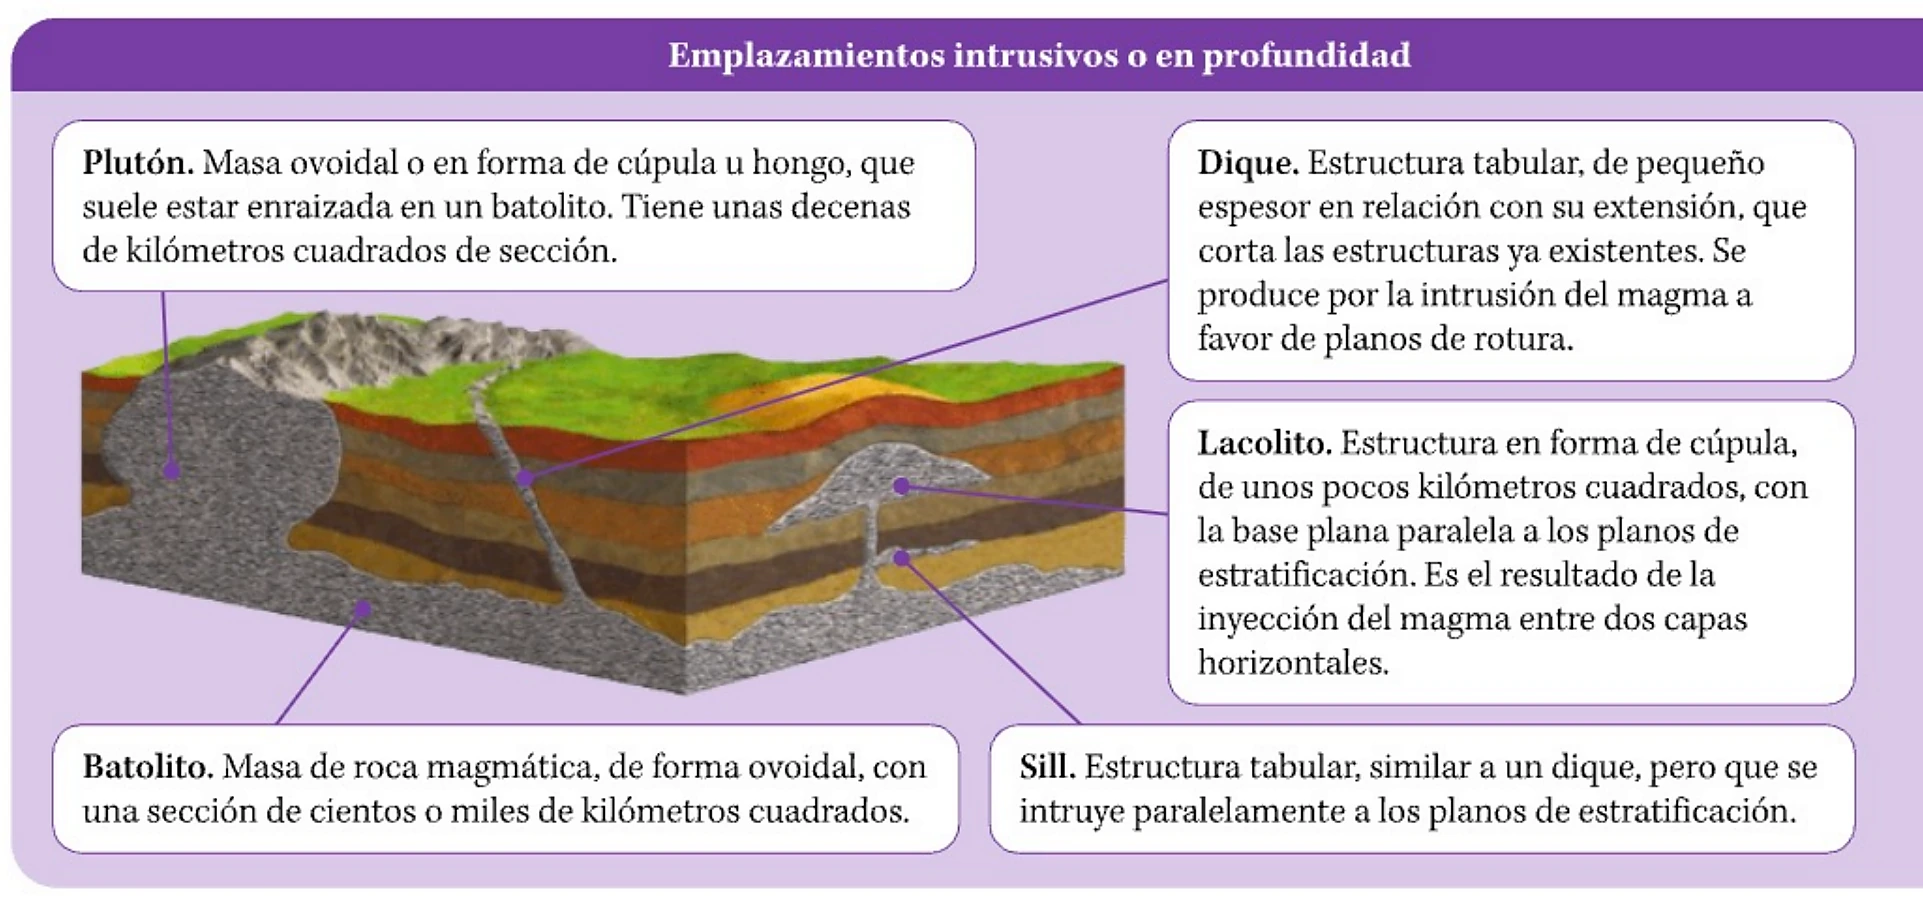 Emplazamientos intrusivos o en profundidad
Plutón. Masa ovoidal o en forma de cúpula u hongo, que
suele estar enraizada en un batolito. Tiene unas decenas
de kilómetros cuadrados de sección.
Dique. Estructura tabular, de pequeño
espesor en relación con su extensión, que
corta las estructuras ya existentes. Se
produce por la intrusión del magma a
favor de planos de rotura.
Lacolito. Estructura en forma de cúpula,
de unos pocos kilómetros cuadrados, con
la base plana paralela a los planos de
estratificación. Es el resultado de la
inyección del magma entre dos capas
horizontales.
Batolito. Masa de roca magmática, de forma ovoidal, con
una sección de cientos o miles de kilómetros cuadrados.
Sill. Estructura tabular, similar a un dique, pero que se
intruye paralelamente a los planos de estratificación.